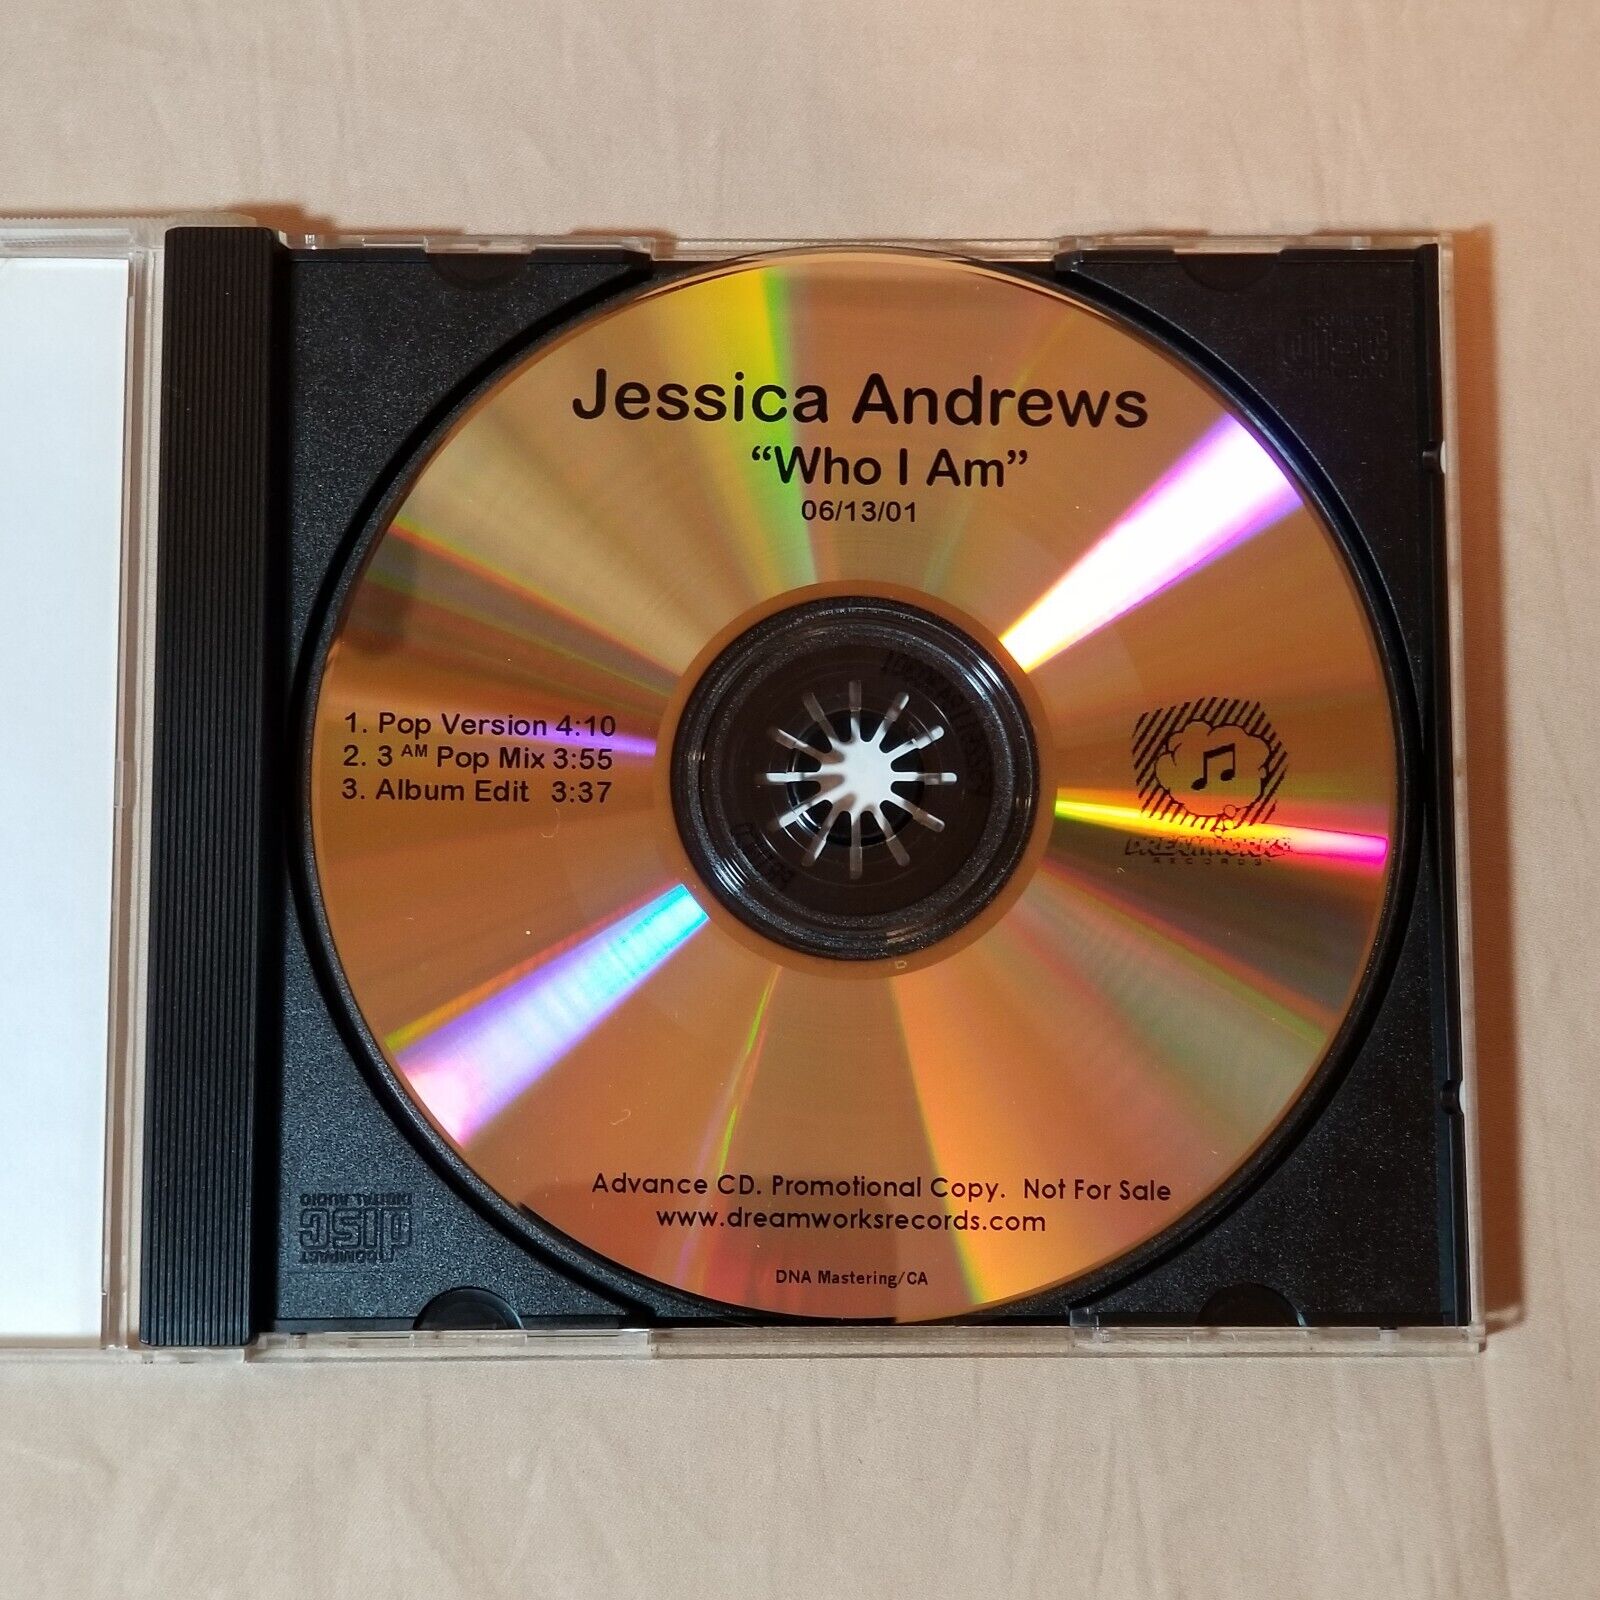 Jessica Andrews
“Who I Am”
06/13/01
1. Pop Version 4:10
2. 3 AM Pop Mix 3:55
3. Album Edit 3:37
DREAMWORKS
RECORDS
Advance CD. Promotional Copy. Not For Sale
www.dreamworksrecords.com
DNA Mastering/CA
COMPACT
disc
DIGITAL AUDIO